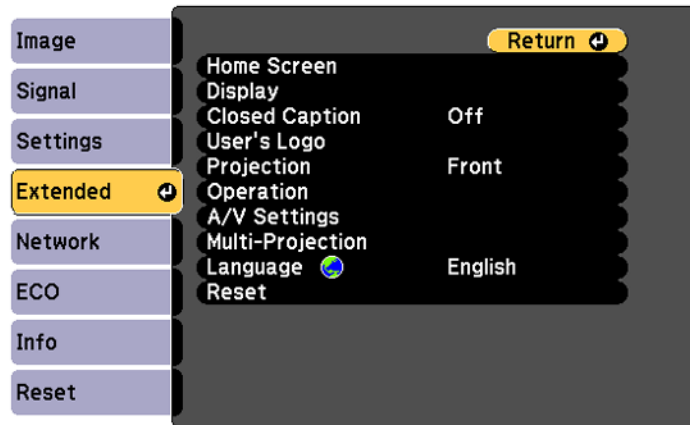 Image
Signal
Settings
Extended
Network
ECO
Info
Reset
Return
Home Screen
Display
Closed Caption Off
User's Logo
Projection Front
Operation
A/V Settings
Multi-Projection
Language English
Reset